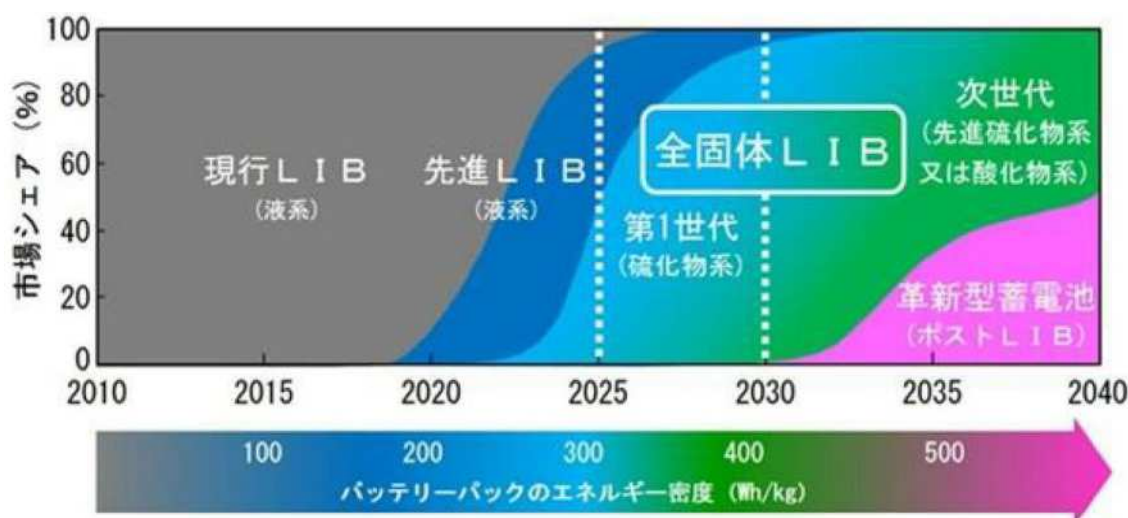 市場シェア (%)
100
80
60
40
20
0
現行LIB
(液系)
先進LIB
(液系)
全固体LIB
第1世代
(硫化物系)
次世代
(先進硫化物系
又は酸化物系)
革新型蓄電池
(ポストLIB)
2010 2015 2020 2025 2030 2035 2040
100 200 300 400 500
バッテリーパックのエネルギー密度 (Wh/kg)